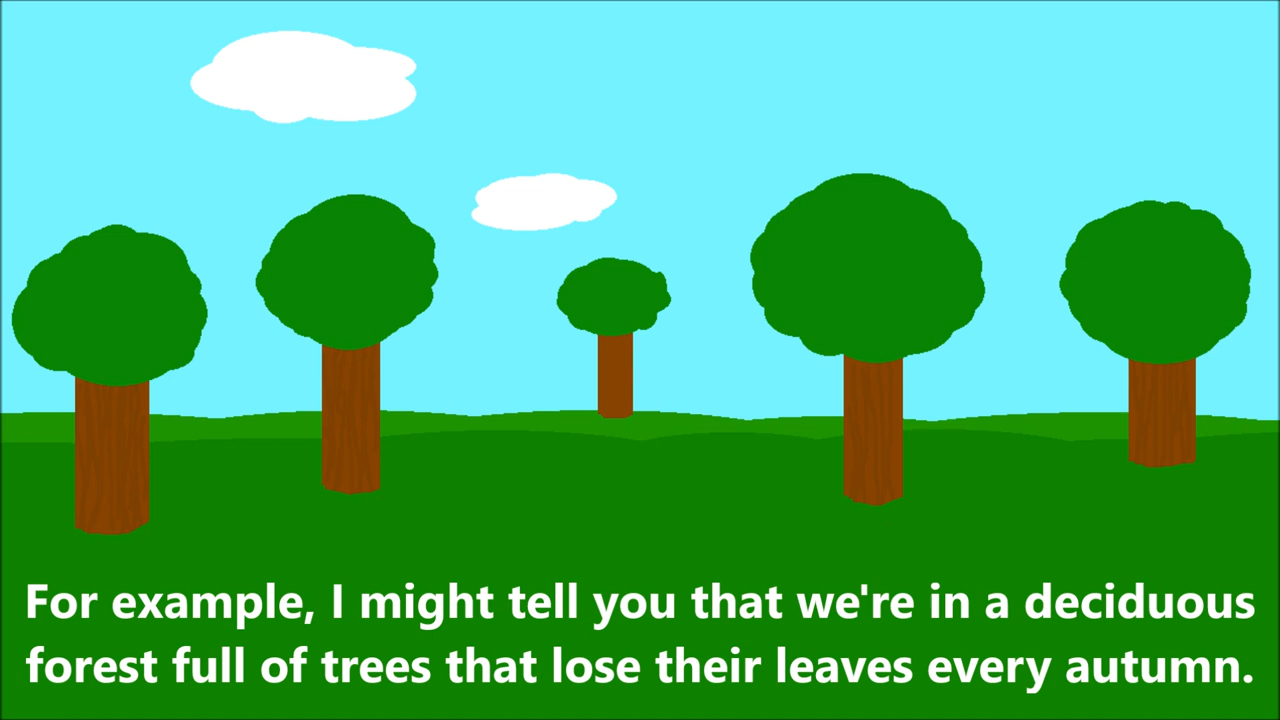 For example, I might tell you that we're in a deciduous
forest full of trees that lose their leaves every autumn.